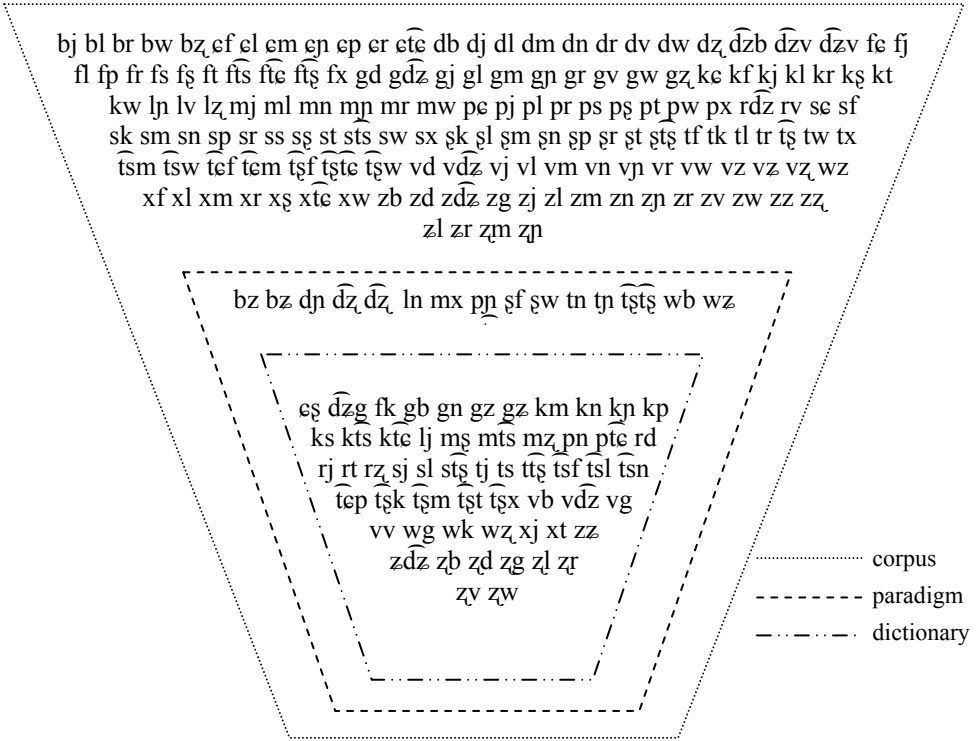 bj bl br bw bʐ ɕf ɕl ɕm ɕɲ ɕp ɕr ɕt͡ɕ db dj dl dm dn dr dv dw dʐ d͡ʑb d͡zv d͡ʑv fɕ fj
fl fp fr fs fʂ ft ft͡s ft͡ɕ ft͡ʂ fx gd gd͡ʑ gj gl gm gɲ gr gv gw gʐ kɕ kf kj kl kr kʂ kt
kw lɲ lv lʐ mj ml mn mɲ mr mw pɕ pj pl pr ps pʂ pt pw px rd͡ʑ rv sɕ sf
sk sm sn sp sr ss sʂ st st͡s sw sx ʂk ʂl ʂm ʂn ʂp ʂr ʂt ʂt͡ʂ tf tk tl tr t͡ʂ tw tx
t͡sm t͡sw t͡ɕf t͡ɕm t͡ʂf t͡ʂt͡ɕ t͡ʂw vd vd͡ʑ vj vl vm vn vɲ vr vw vz vʑ vʐ wz
xf xl xm xr xʂ xt͡ɕ xw zb zd zd͡ʑ zg zj zl zm zn zɲ zr zv zw zz zʐ
ʑl ʑr ʐm ʐɲ
bz bʑ dɲ d͡ʐ d͡ʐ ln mx pɲ ʂf ʂw tn tɲ t͡ʂt͡ʂ wb wʑ
ɕʂ d͡ʑg fk gb gn gz gʑ km kn kɲ kp
ks kt͡s kt͡ɕ lj mʂ mt͡s mʐ pn pt͡ɕ rd
rj rt rʐ sj sl st͡ʂ tj ts tt͡ʂ t͡sf t͡sl t͡sn
t͡ɕp t͡ʂk t͡ʂm t͡ʂt t͡ʂx vb vd͡z vg
vv wg wk wʐ xj xt zʑ
ʑd͡ʑ ʐb ʐd ʐg ʐl ʐr
ʐv ʐw
corpus
paradigm
dictionary